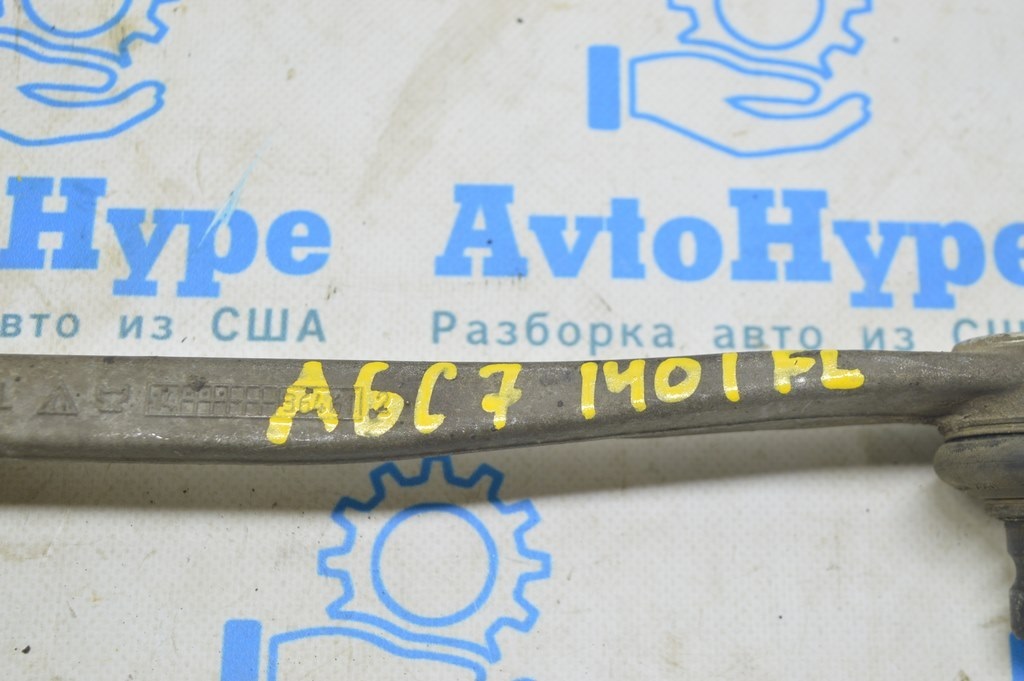 Hype AvtoHype
авто из США Разборка авто из США
A6C7 1401 FL